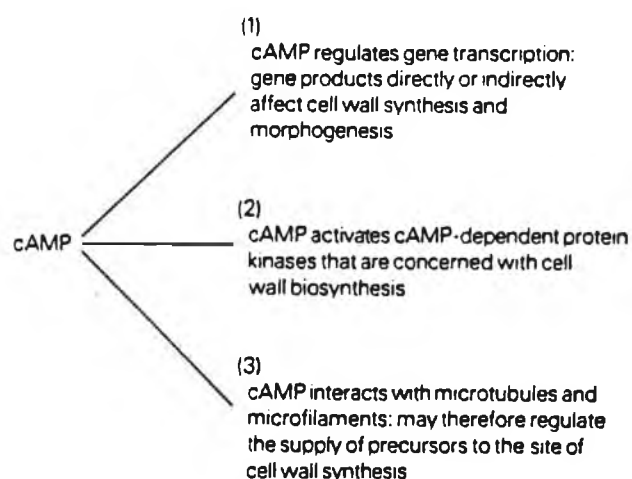 (1)
cAMP regulates gene transcription:
gene products directly or indirectly
affect cell wall synthesis and
morphogenesis
(2)
cAMP
cAMP activates cAMP-dependent protein
kinases that are concerned with cell
wall biosynthesis
(3)
cAMP interacts with microtubules and
microfilaments: may therefore regulate
the supply of precursors to the site of
cell wall synthesis